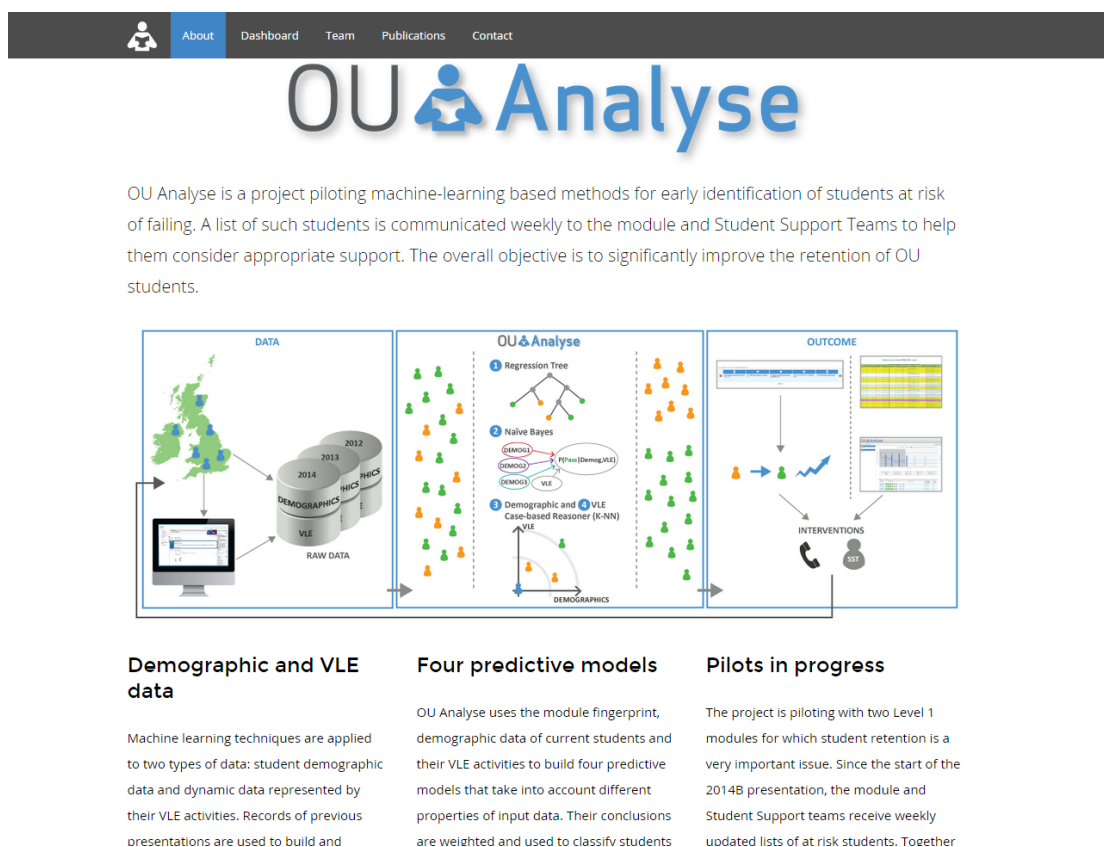 About Dashboard Team Publications Contact
OU Analyse
OU Analyse is a project piloting machine-learning based methods for early identification of students at risk
of failing. A list of such students is communicated weekly to the module and Student Support Teams to help
them consider appropriate support. The overall objective is to significantly improve the retention of OU
students.
DATA
2012
2013
2014
DEMOGRAPHICS
PHICS
PHICS
VLE
RAW DATA
OU Analyse
1 Regression Tree
2 Naïve Bayes
DEMOG1
DEMOG2
DEMOG3
VLE
P(Pass|Demog,VLE)
3 Demographic and 4 VLE
Case-based Reasoner (K-NN)
VLE
DEMOGRAPHICS
OUTCOME
OU Analyse
INTERVENTIONS
SST
Demographic and VLE
data
Machine learning techniques are applied
to two types of data: student demographic
data and dynamic data represented by
their VLE activities. Records of previous
presentations are used to build and
Four predictive models
OU Analyse uses the module fingerprint,
demographic data of current students and
their VLE activities to build four predictive
models that take into account different
properties of input data. Their conclusions
are weighted and used to classify students
Pilots in progress
The project is piloting with two Level 1
modules for which student retention is a
very important issue. Since the start of the
2014B presentation, the module and
Student Support teams receive weekly
updated lists of at risk students. Together